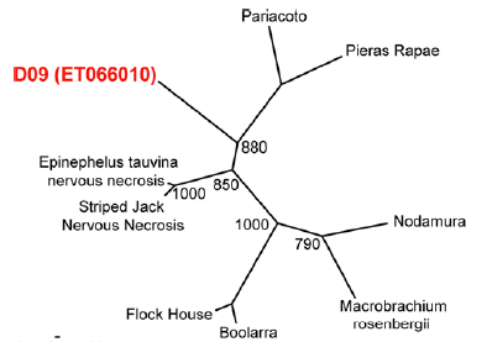 Pariacoto
Pieras Rapae
D09 (ET066010)
880
Epinephelus tauvina
nervous necrosis
850
1000
Striped Jack
Nervous Necrosis
1000
Nodamura
790
Macrobrachium
rosenbergii
Flock House
Boolarra